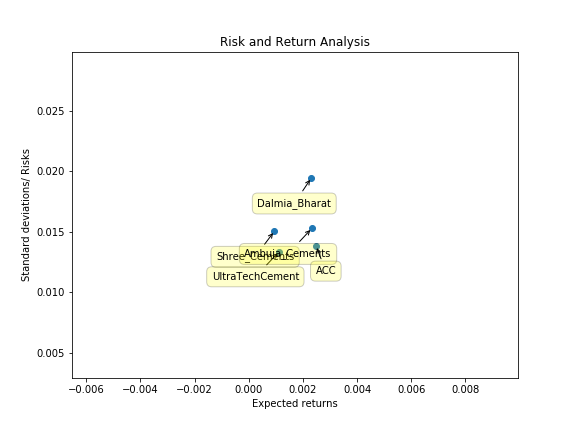 Risk and Return Analysis
Standard deviations/ Risks
0.025
0.020
0.015
0.010
0.005
Dalmia_Bharat
Ambuja_Cements
Shree_Cements
ACC
UltraTechCement
−0.006
−0.004
−0.002
0.000
0.002
0.004
0.006
0.008
Expected returns